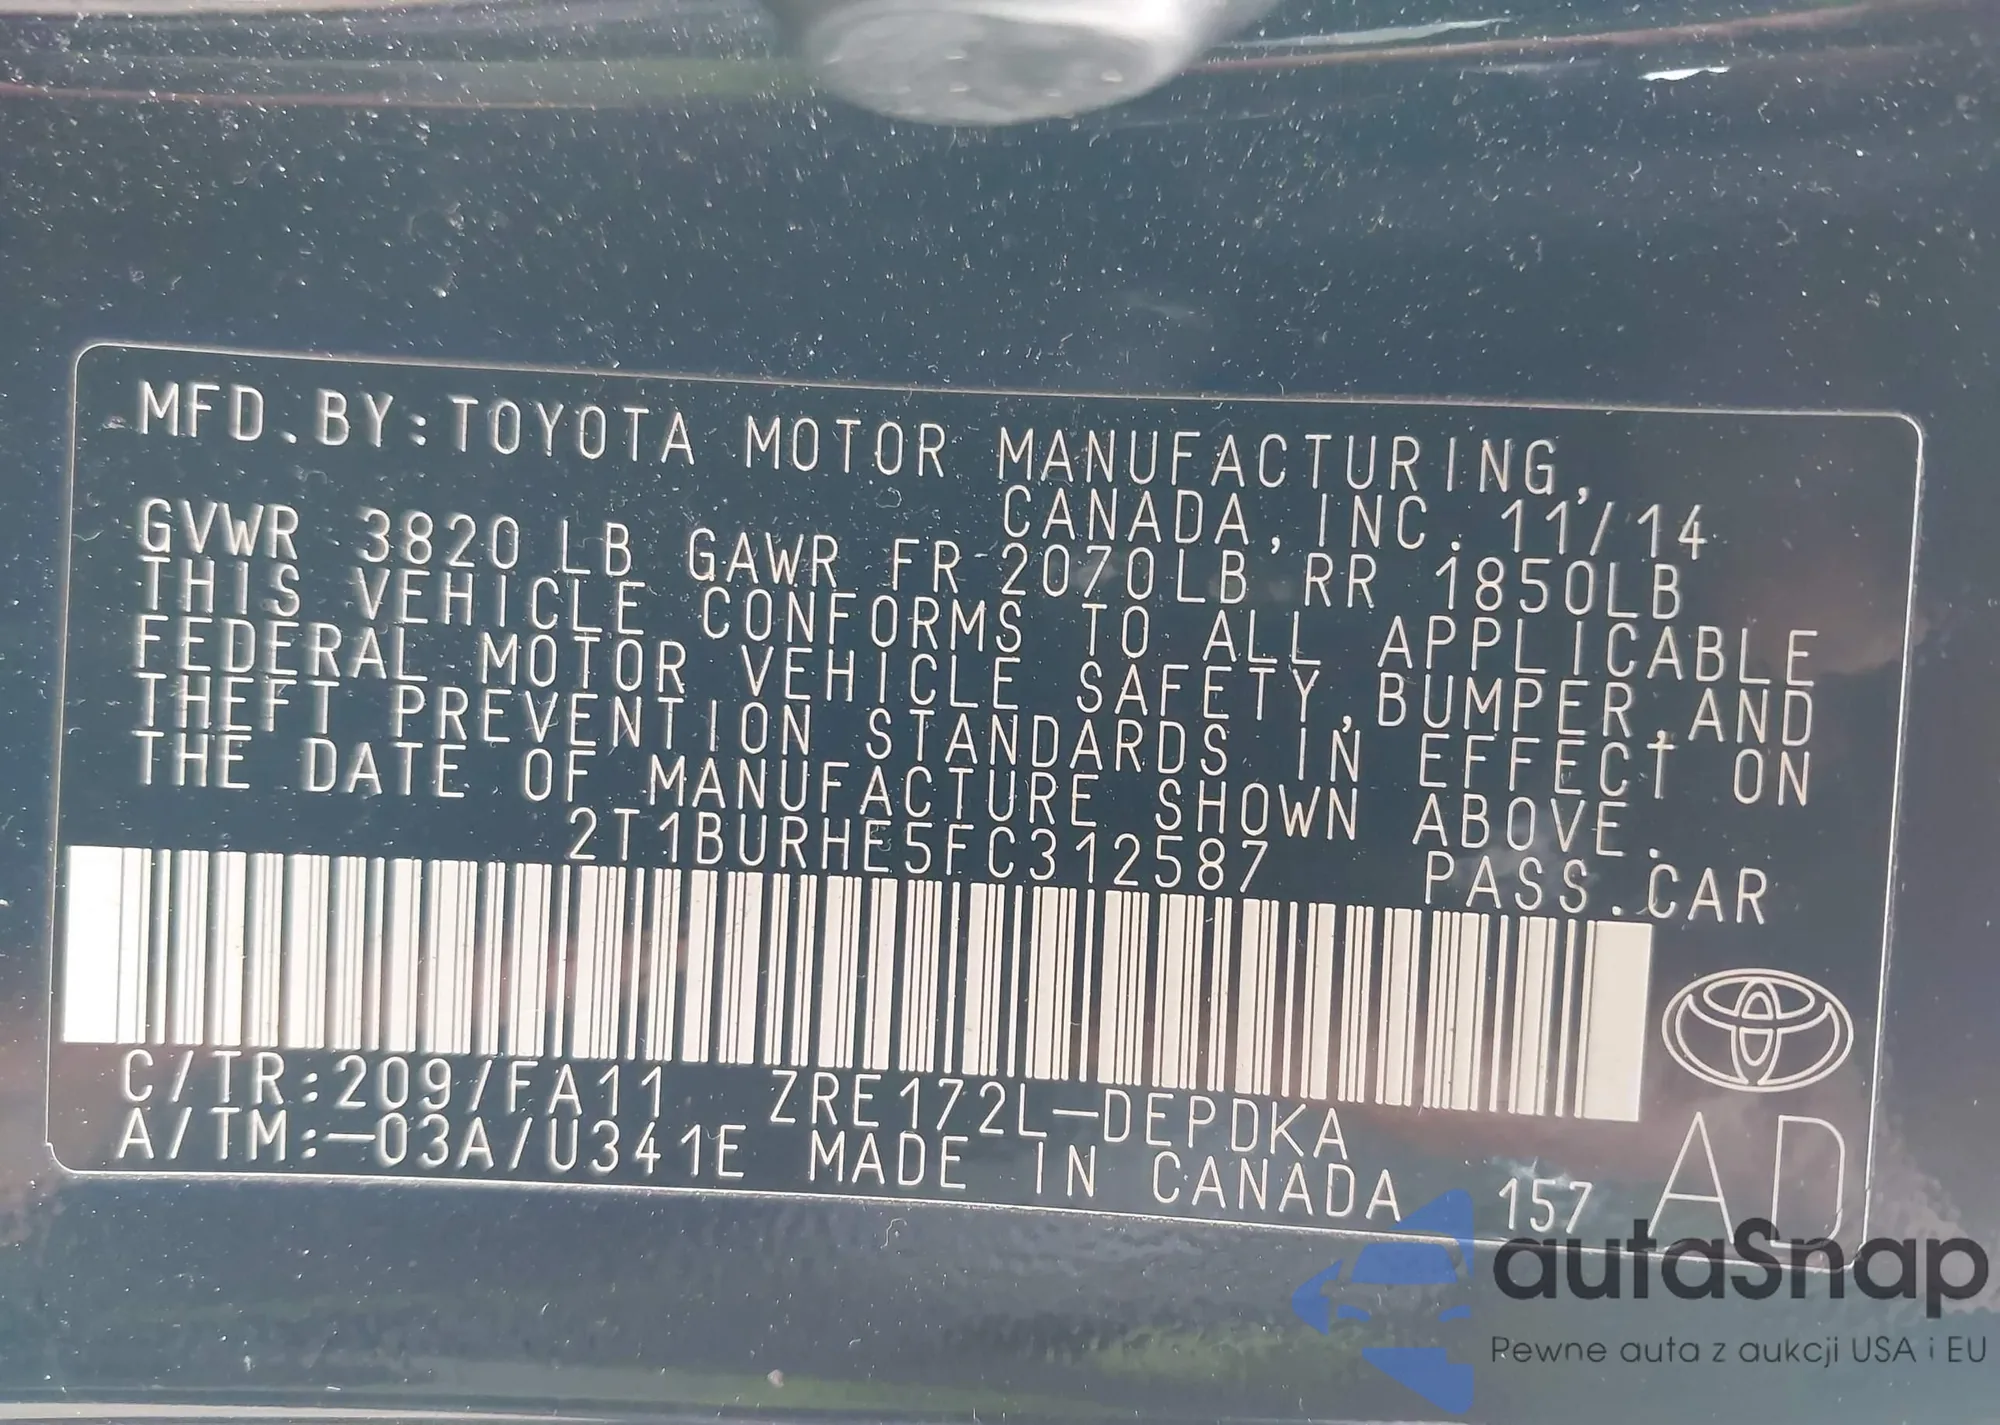 MFD.BY:TOYOTA MOTOR MANUFACTURING,
CANADA, INC. 11/14
GVWR 3820 LB GAWR FR 2070LB RR 1850LB
THIS VEHICLE CONFORMS TO ALL APPLICABLE
FEDERAL MOTOR VEHICLE SAFETY, BUMPER, AND
THEFT PREVENTION STANDARDS IN EFFECT ON
THE DATE OF MANUFACTURE SHOWN ABOVE.
2T1BURHE5FC312587 PASS.CAR
C/TR:209/FA11 ZRE172L-DEPDKA
A/TM:-03A/U341E MADE IN CANADA 157 AD
autaSnap
Pewne auta z aukcji USA i EU